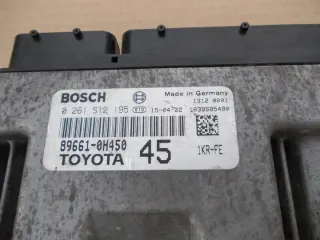 BOSCH Made in Germany
1312 0001
0 261 S12 195 15-04-22 1039S85480
89661-0H450
TOYOTA 45 1KR-FE